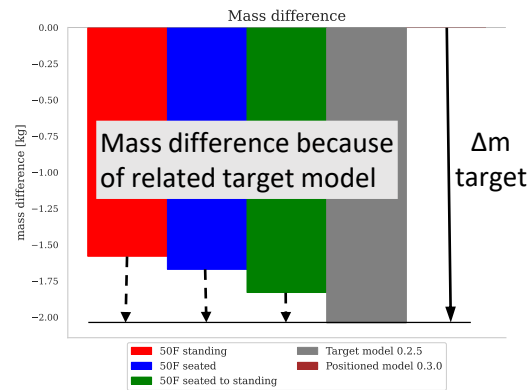 Mass difference
0.00
−0.25
−0.50
−0.75
−1.00
−1.25
−1.50
−1.75
−2.00
mass difference [kg]
Mass difference because
of related target model
Δm
target
50F standing
50F seated
50F seated to standing
Target model 0.2.5
Positioned model 0.3.0